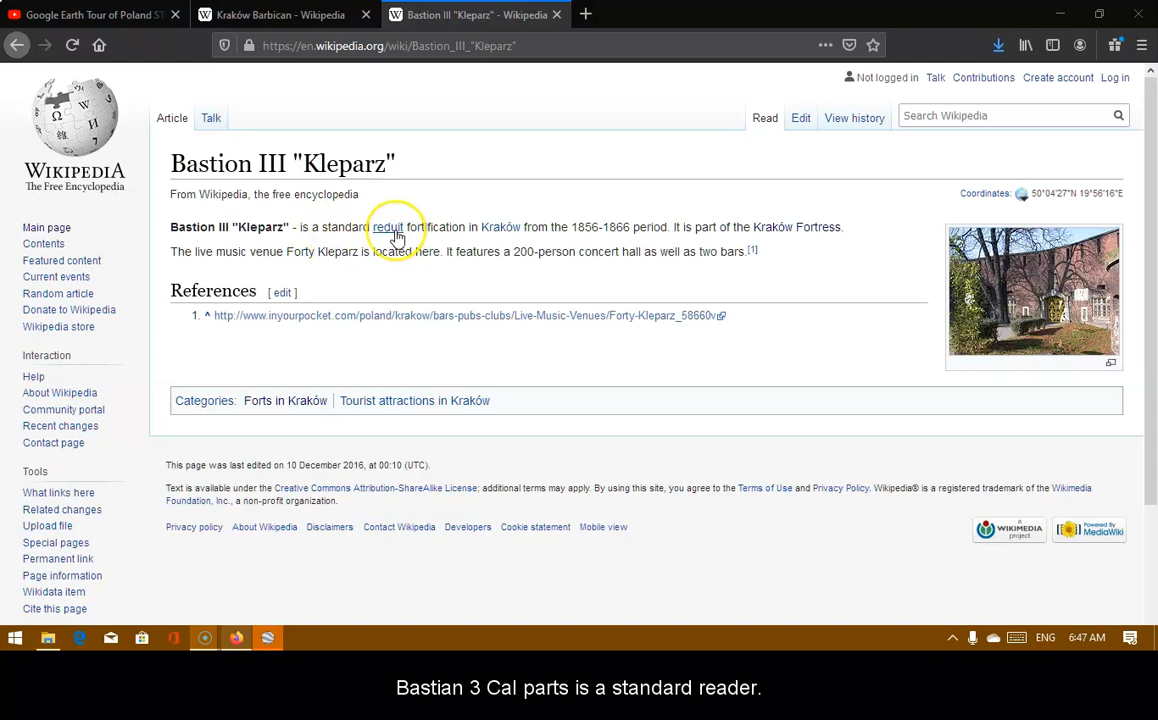 Google Earth Tour of Poland ST
Kraków Barbican - Wikipedia
Bastion III "Kleparz" - Wikipedia
https://en.wikipedia.org/wiki/Bastion_III_"Kleparz"
Not logged in Talk Contributions Create account Log in
Article Talk Read Edit View history Search Wikipedia
WIKIPEDIA
The Free Encyclopedia
Bastion III "Kleparz"
From Wikipedia, the free encyclopedia
Coordinates: 50°04′27″N 19°56′16″E
Bastion III "Kleparz" - is a standard reduit fortification in Kraków from the 1856-1866 period. It is part of the Kraków Fortress.
The live music venue Forty Kleparz is located here. It features a 200-person concert hall as well as two bars.[1]
References [ edit ]
1. ^ http://www.inyourpocket.com/poland/krakow/bars-pubs-clubs/Live-Music-Venues/Forty-Kleparz_58660v
Categories: Forts in Kraków | Tourist attractions in Kraków
Main page
Contents
Featured content
Current events
Random article
Donate to Wikipedia
Wikipedia store
Interaction
Help
About Wikipedia
Community portal
Recent changes
Contact page
Tools
What links here
Related changes
Upload file
Special pages
Permanent link
Page information
Wikidata item
Cite this page
This page was last edited on 10 December 2016, at 00:10 (UTC).
Text is available under the Creative Commons Attribution-ShareAlike License; additional terms may apply. By using this site, you agree to the Terms of Use and Privacy Policy. Wikipedia® is a registered trademark of the Wikimedia
Foundation, Inc., a non-profit organization.
Privacy policy About Wikipedia Disclaimers Contact Wikipedia Developers Cookie statement Mobile view
WIKIMEDIA
project
Powered By
MediaWiki
ENG 6:47 AM
Bastian 3 Cal parts is a standard reader.